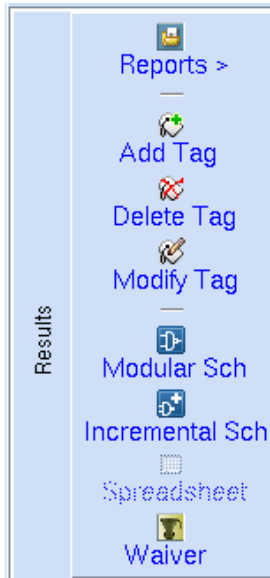 Reports >
Add Tag
Delete Tag
Modify Tag
Results
Modular Sch
Incremental Sch
Spreadsheet
Waiver